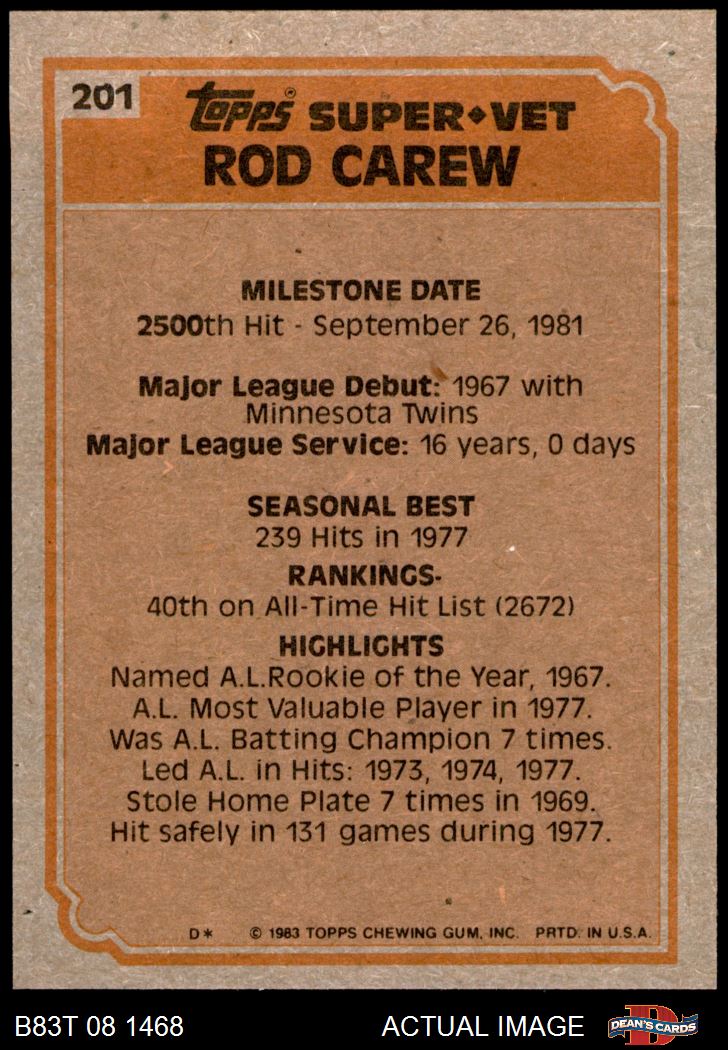 201
Topps® SUPER◆VET
ROD CAREW
MILESTONE DATE
2500th Hit - September 26, 1981
Major League Debut: 1967 with
Minnesota Twins
Major League Service: 16 years, 0 days
SEASONAL BEST
239 Hits in 1977
RANKINGS-
40th on All-Time Hit List (2672)
HIGHLIGHTS
Named A.L.Rookie of the Year, 1967.
A.L. Most Valuable Player in 1977.
Was A.L. Batting Champion 7 times.
Led A.L. in Hits: 1973, 1974, 1977.
Stole Home Plate 7 times in 1969.
Hit safely in 131 games during 1977.
D* © 1983 TOPPS CHEWING GUM, INC. PRTD. IN U.S.A.
B83T 08 1468 ACTUAL IMAGE DEAN'S CARDS